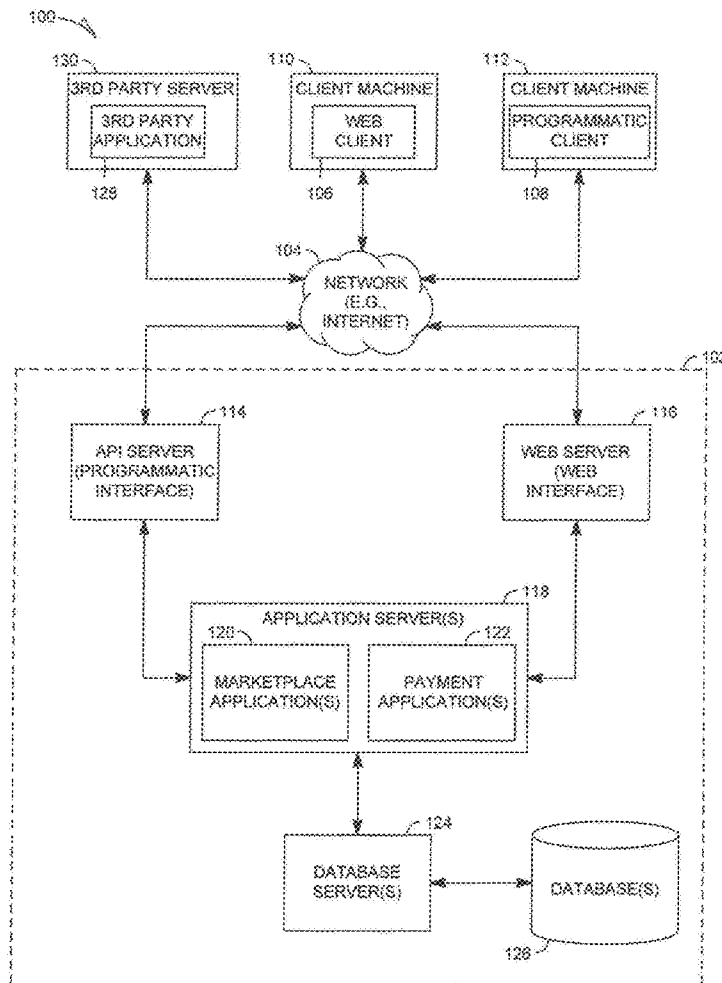 100
130
110
112
3RD PARTY SERVER
CLIENT MACHINE
CLIENT MACHINE
3RD PARTY
APPLICATION
WEB
CLIENT
PROGRAMMATIC
CLIENT
128
106
108
104
NETWORK
(E.G.,
INTERNET)
102
114
116
API SERVER
(PROGRAMMATIC
INTERFACE)
WEB SERVER
(WEB
INTERFACE)
118
APPLICATION SERVER(S)
120
122
MARKETPLACE
APPLICATION(S)
PAYMENT
APPLICATION(S)
124
DATABASE
SERVER(S)
DATABASE(S)
126